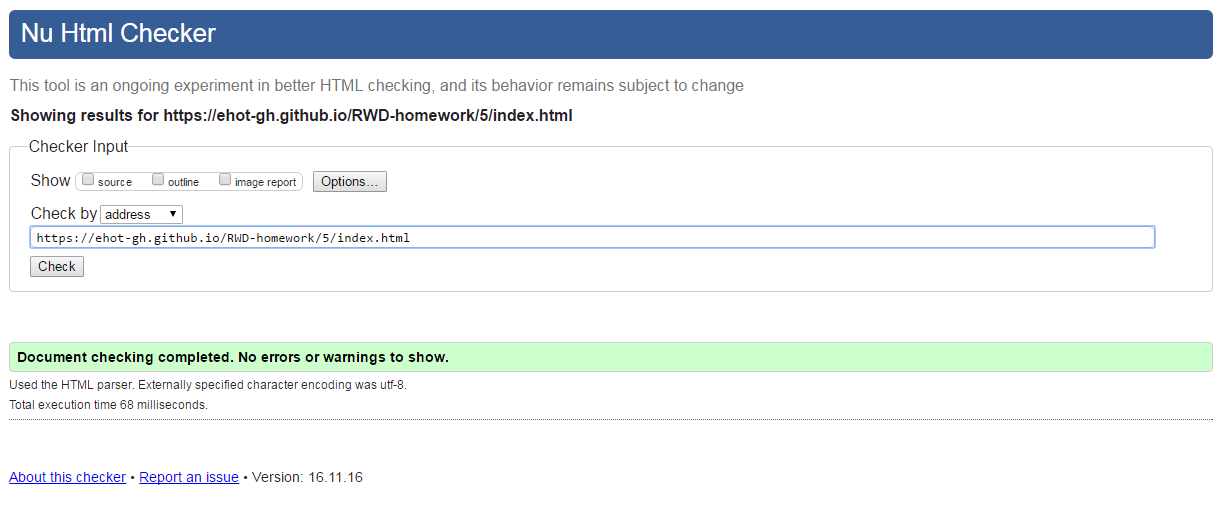 Nu Html Checker
This tool is an ongoing experiment in better HTML checking, and its behavior remains subject to change
Showing results for https://ehot-gh.github.io/RWD-homework/5/index.html
Checker Input
Show source outline image report Options...
Check by address
https://ehot-gh.github.io/RWD-homework/5/index.html
Check
Document checking completed. No errors or warnings to show.
Used the HTML parser. Externally specified character encoding was utf-8.
Total execution time 68 milliseconds.
About this checker • Report an issue • Version: 16.11.16